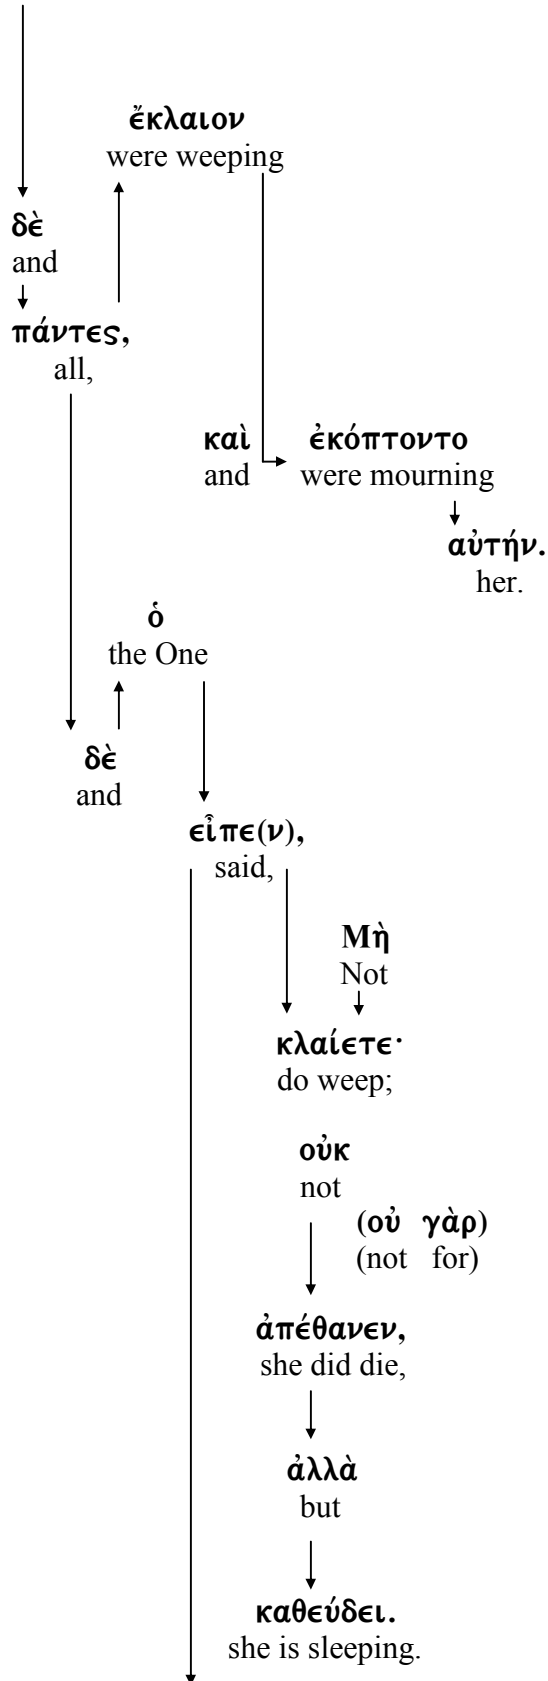 ἔκλαιον
were weeping
δὲ
and
πάντες,
all,
καὶ ἐκόπτοντο
and were mourning
αὐτήν.
her.
ὁ
the One
δὲ
and
εἶπε(ν),
said,
Μὴ
Not
κλαίετε·
do weep;
οὐκ
not
(οὐ γὰρ)
(not for)
ἀπέθανεν,
she did die,
ἀλλὰ
but
καθεύδει.
she is sleeping.